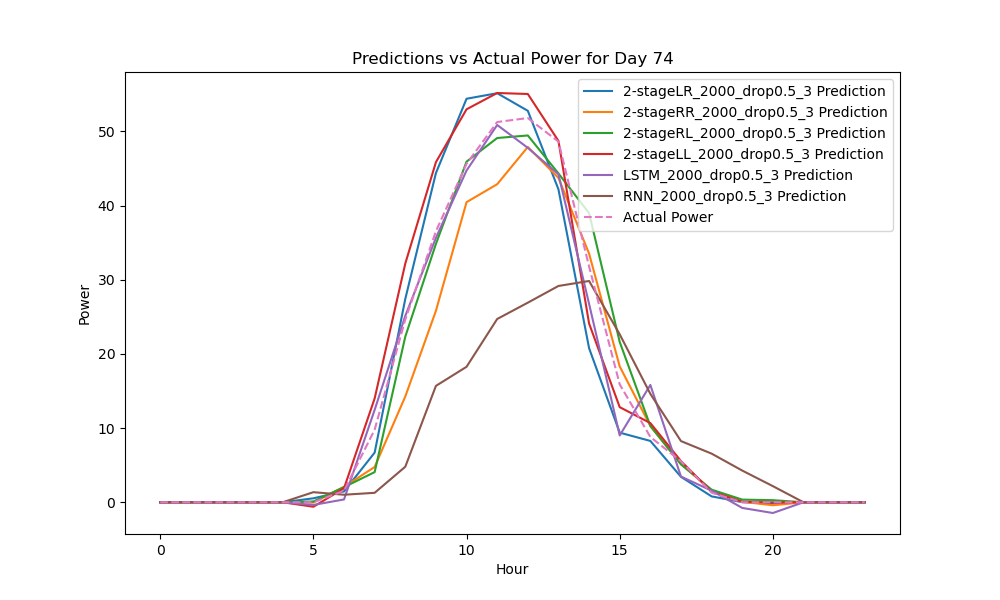 Predictions vs Actual Power for Day 74
2-stageLR_2000_drop0.5_3 Prediction
2-stageRR_2000_drop0.5_3 Prediction
2-stageRL_2000_drop0.5_3 Prediction
2-stageLL_2000_drop0.5_3 Prediction
LSTM_2000_drop0.5_3 Prediction
RNN_2000_drop0.5_3 Prediction
Actual Power
Power
50
40
30
20
10
0
0 5 10 15 20
Hour